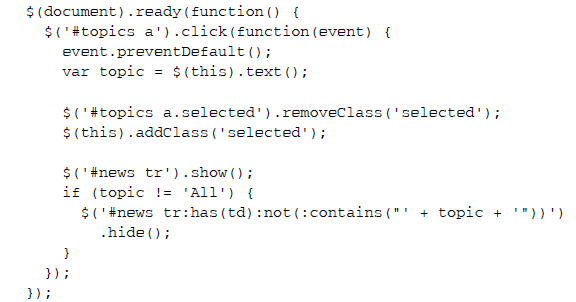 $(document).ready(function() {
$('#topics a').click(function(event) {
event.preventDefault();
var topic = $(this).text();
$('#topics a.selected').removeClass('selected');
$(this).addClass('selected');
$('#news tr').show();
if (topic != 'All') {
$('#news tr:has(td):not(:contains("' + topic + '"))')
.hide();
}
});
});